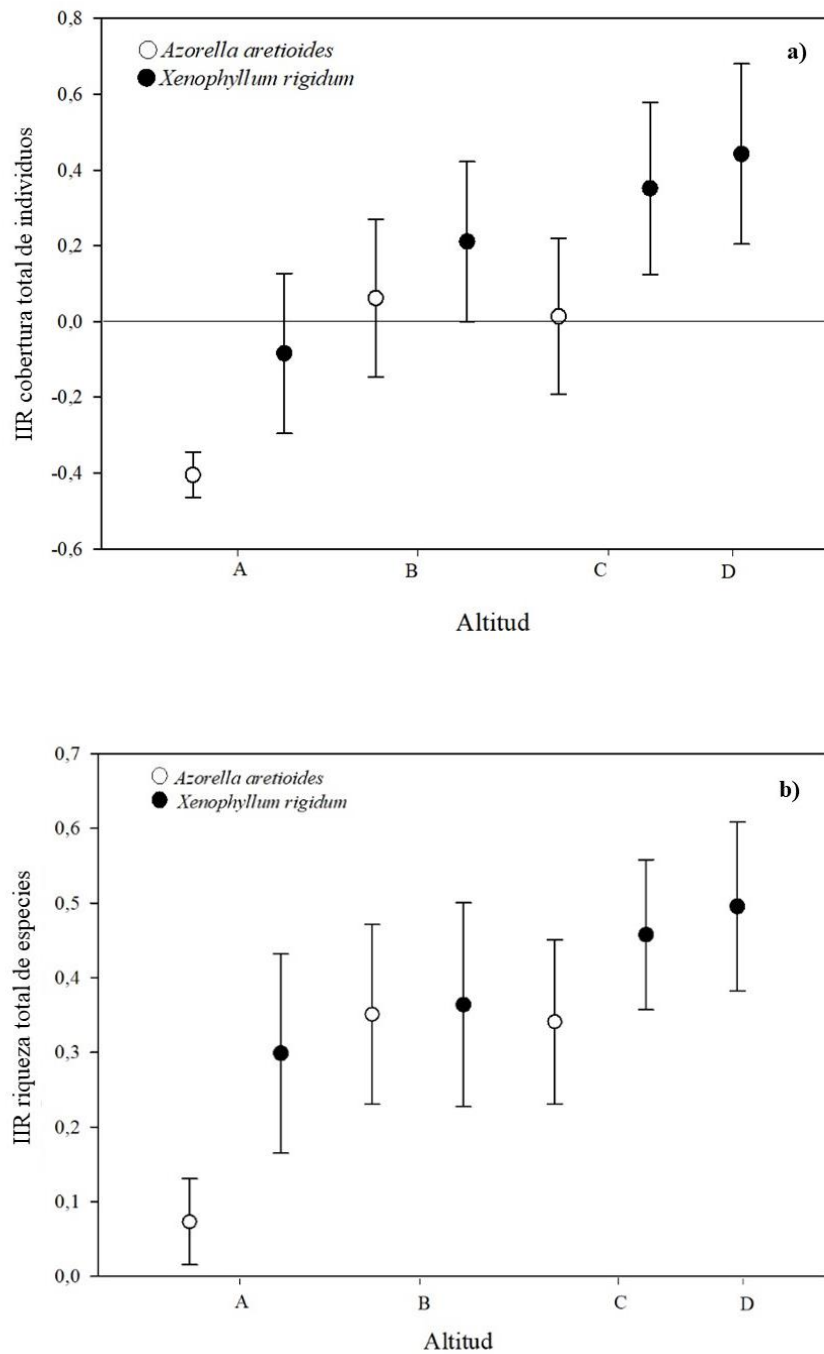 0,8
a)
Azorella aretioides
Xenophyllum rigidum
0,6
0,4
0,2
0,0
-0,2
-0,4
-0,6
IIR cobertura total de individuos
A B C D
Altitud
0,7
b)
Azorella aretioides
Xenophyllum rigidum
0,6
0,5
0,4
0,3
0,2
0,1
0,0
IIR riqueza total de especies
A B C D
Altitud